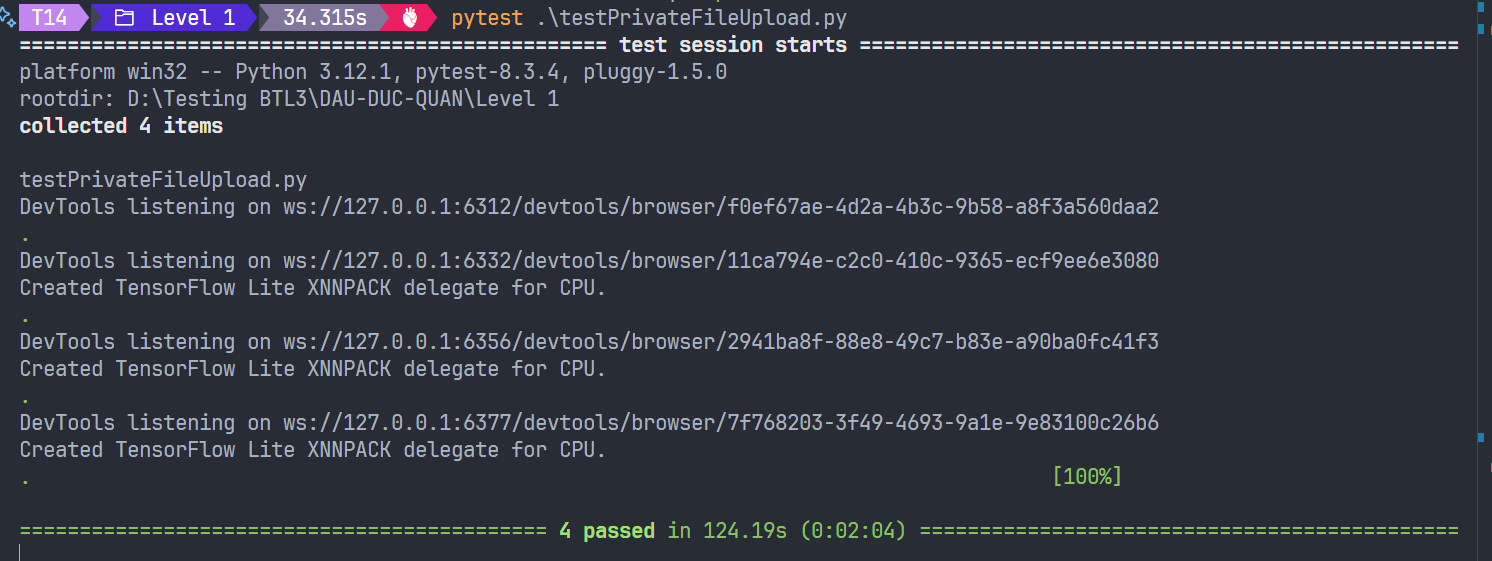 T14 Level 1 34.315s pytest .\testPrivateFileUpload.py
================================================= test session starts ==================================================
platform win32 -- Python 3.12.1, pytest-8.3.4, pluggy-1.5.0
rootdir: D:\Testing BTL3\DAU-DUC-QUAN\Level 1
collected 4 items
testPrivateFileUpload.py
DevTools listening on ws://127.0.0.1:6312/devtools/browser/f0ef67ae-4d2a-4b3c-9b58-a8f3a560daa2
.
DevTools listening on ws://127.0.0.1:6332/devtools/browser/11ca794e-c2c0-410c-9365-ecf9ee6e3080
Created TensorFlow Lite XNNPACK delegate for CPU.
.
DevTools listening on ws://127.0.0.1:6356/devtools/browser/2941ba8f-88e8-49c7-b83e-a90ba0fc41f3
Created TensorFlow Lite XNNPACK delegate for CPU.
.
DevTools listening on ws://127.0.0.1:6377/devtools/browser/7f768203-3f49-4693-9a1e-9e83100c26b6
Created TensorFlow Lite XNNPACK delegate for CPU.
. [100%]
============================================ 4 passed in 124.19s (0:02:04) =============================================